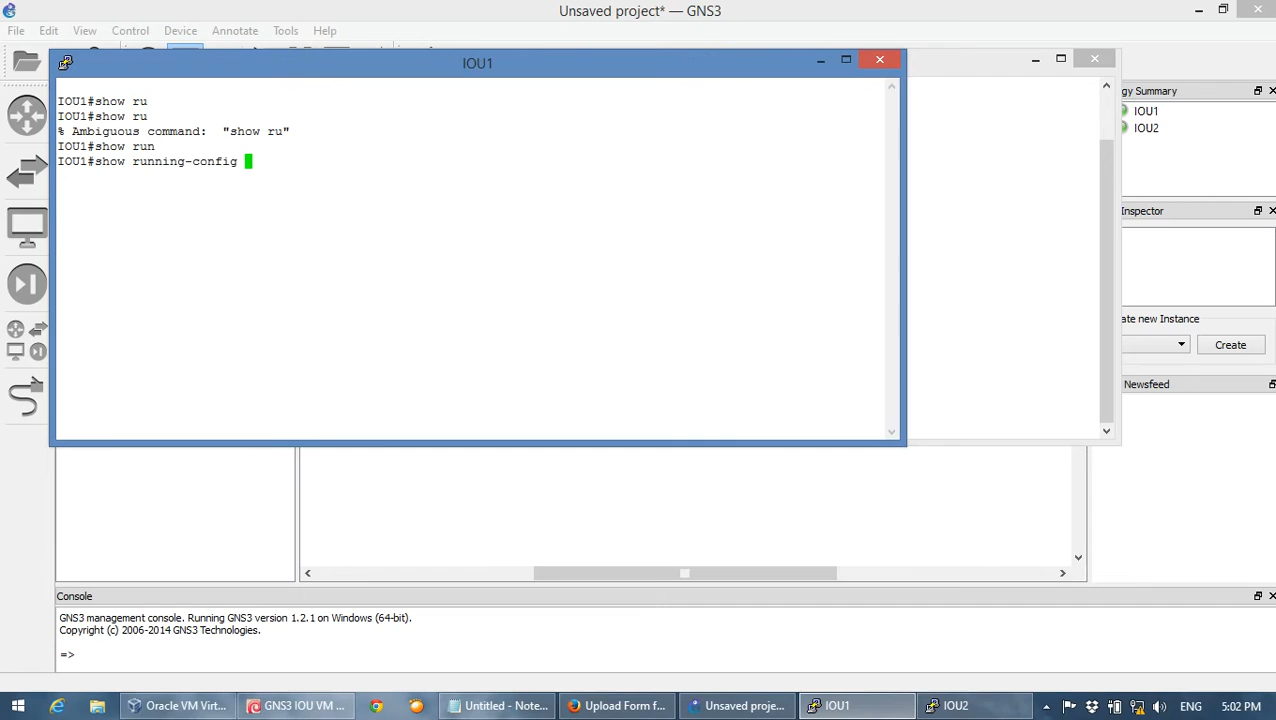 Unsaved project* — GNS3
File Edit View Control Device Annotate Tools Help
IOU1
IOU1#show ru
IOU1#show ru
% Ambiguous command:  "show ru"
IOU1#show run
IOU1#show running-config
gy Summary
IOU1
IOU2
Inspector
ate new Instance
Create
Newsfeed
Console
GNS3 management console. Running GNS3 version 1.2.1 on Windows (64-bit).
Copyright (c) 2006-2014 GNS3 Technologies.
=>
Oracle VM Virt... GNS3 IOU VM ... Untitled - Note... Upload Form f... Unsaved proje... IOU1 IOU2 ENG 5:02 PM